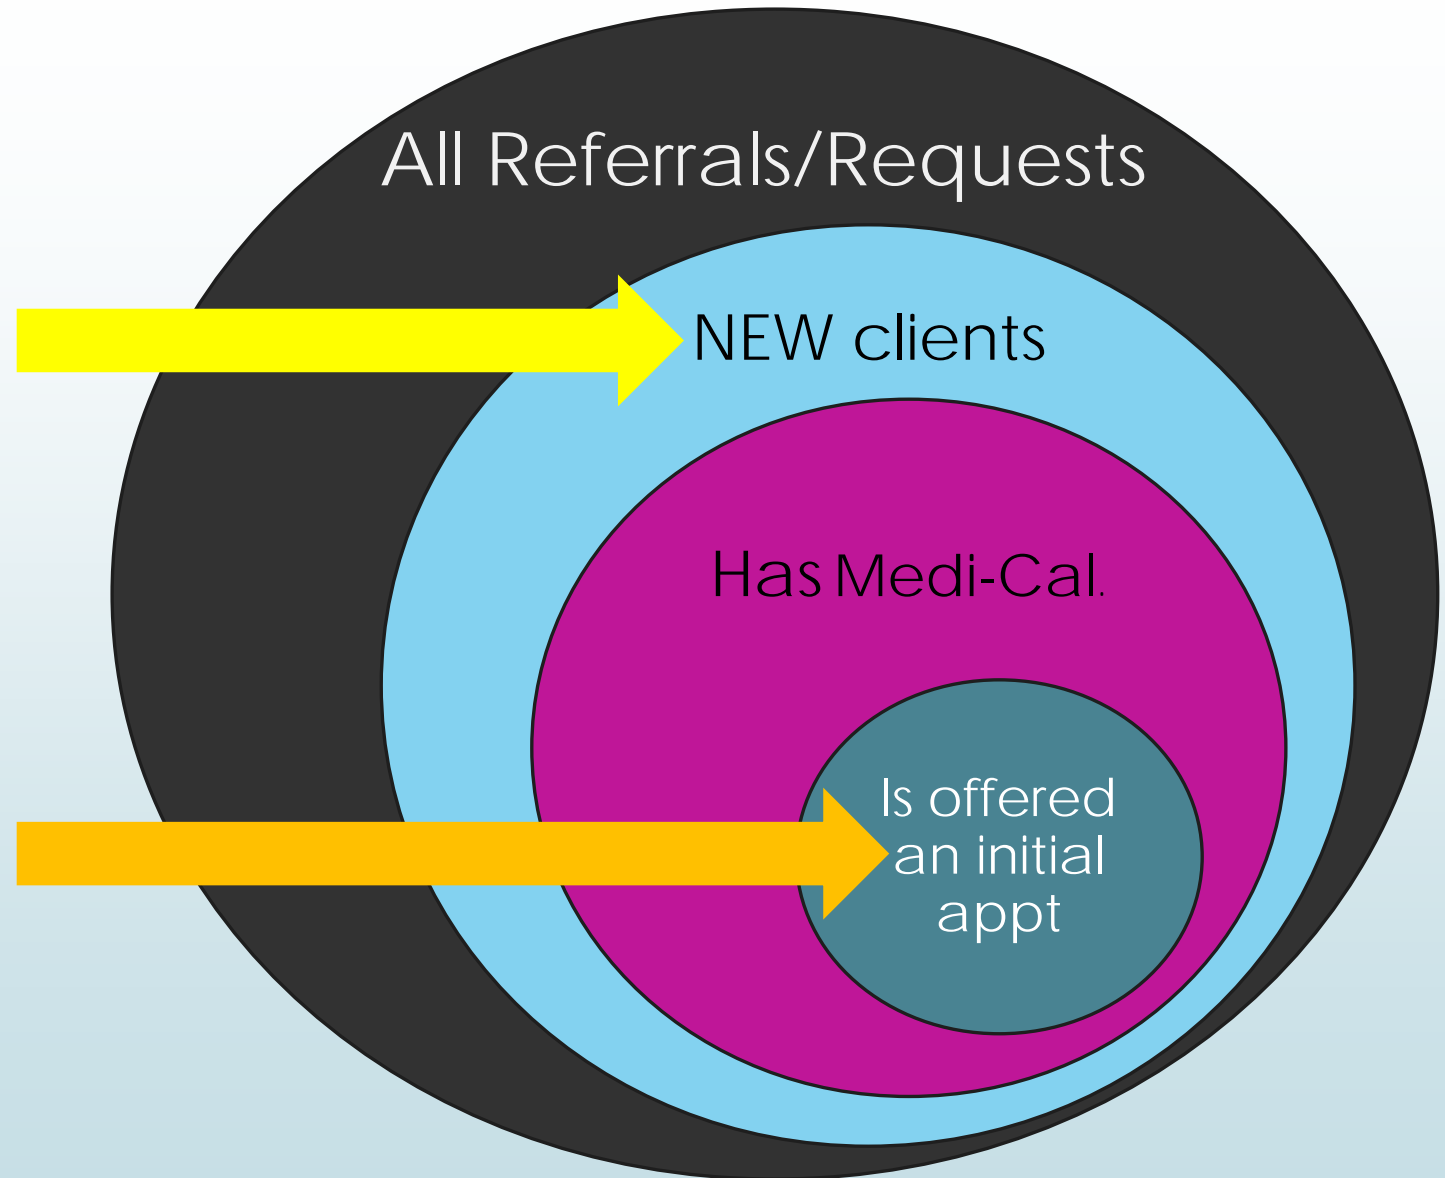 All Referrals/Requests
NEW clients
Has Medi-Cal.
Is offered
an initial
appt